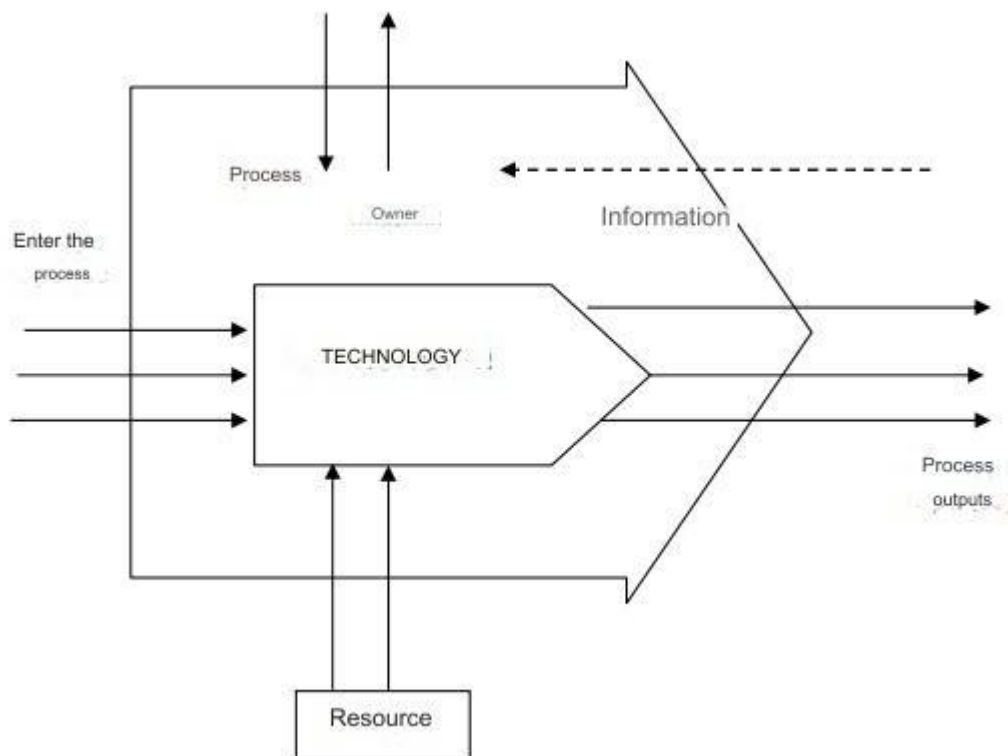 Process
Owner
Information
Enter the
process
TECHNOLOGY
Process
outputs
Resource